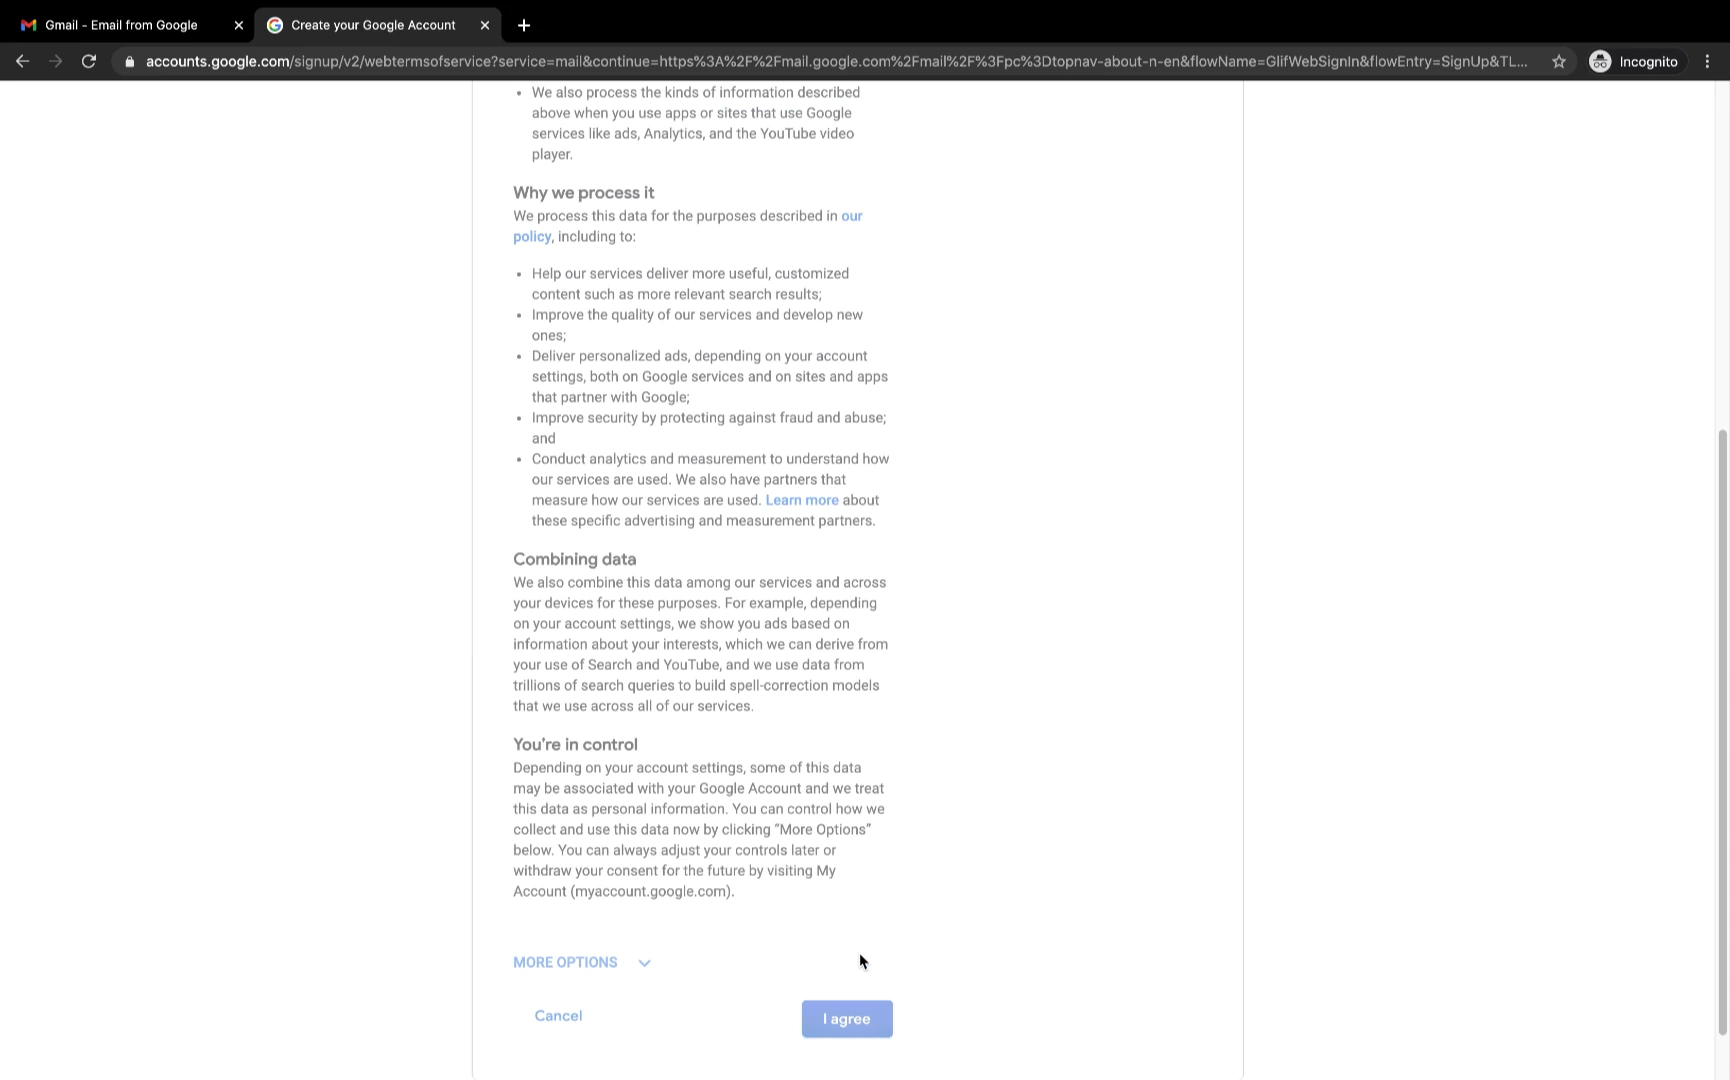 Gmail - Email from Google
Create your Google Account
accounts.google.com/signup/v2/webtermsofservice?service=mail&continue=https%3A%2F%2Fmail.google.com%2Fmail%2F%3Fpc%3Dtopnav-about-n-en&flowName=GlifWebSignIn&flowEntry=SignUp&TL...
Incognito
• We also process the kinds of information described
above when you use apps or sites that use Google
services like ads, Analytics, and the YouTube video
player.
Why we process it
We process this data for the purposes described in our
policy, including to:
• Help our services deliver more useful, customized
content such as more relevant search results;
• Improve the quality of our services and develop new
ones;
• Deliver personalized ads, depending on your account
settings, both on Google services and on sites and apps
that partner with Google;
• Improve security by protecting against fraud and abuse;
and
• Conduct analytics and measurement to understand how
our services are used. We also have partners that
measure how our services are used. Learn more about
these specific advertising and measurement partners.
Combining data
We also combine this data among our services and across
your devices for these purposes. For example, depending
on your account settings, we show you ads based on
information about your interests, which we can derive from
your use of Search and YouTube, and we use data from
trillions of search queries to build spell-correction models
that we use across all of our services.
You're in control
Depending on your account settings, some of this data
may be associated with your Google Account and we treat
this data as personal information. You can control how we
collect and use this data now by clicking “More Options”
below. You can always adjust your controls later or
withdraw your consent for the future by visiting My
Account (myaccount.google.com).
MORE OPTIONS
Cancel
I agree